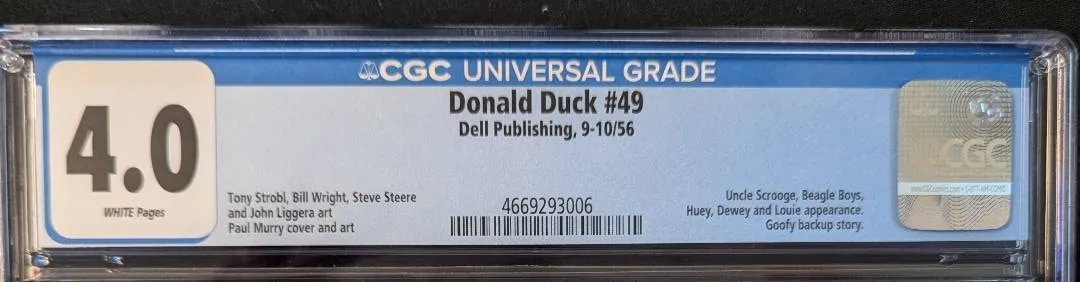 CGC UNIVERSAL GRADE
4.0
WHITE Pages
Donald Duck #49
Dell Publishing, 9-10/56
Tony Strobl, Bill Wright, Steve Steere
and John Liggera art
Paul Murry cover and art
4669293006
Uncle Scrooge, Beagle Boys,
Huey, Dewey and Louie appearance.
Goofy backup story.
CGC